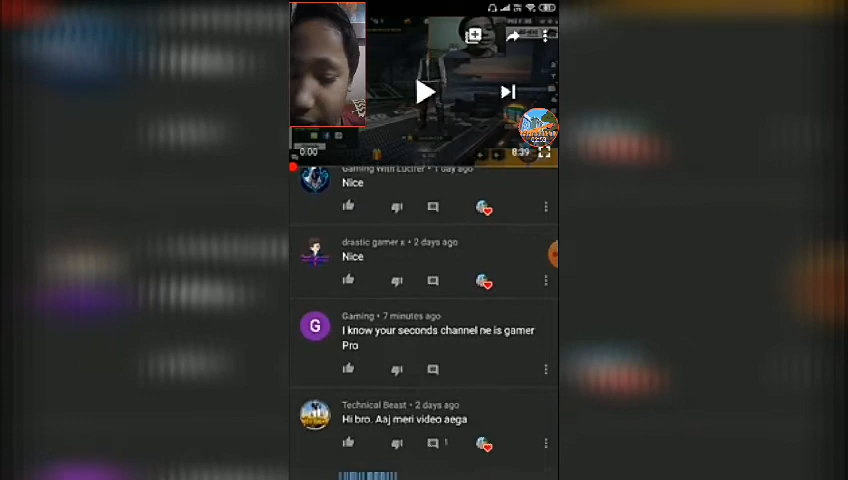 0:00
8:39
02:53
Gaming With Lucifer • 1 day ago
Nice
drastic gamer x • 2 days ago
Nice
G
Gaming • 7 minutes ago
I know your seconds channel ne is gamer
Pro
Technical Beast • 2 days ago
Hi bro. Aaj meri video aega
1